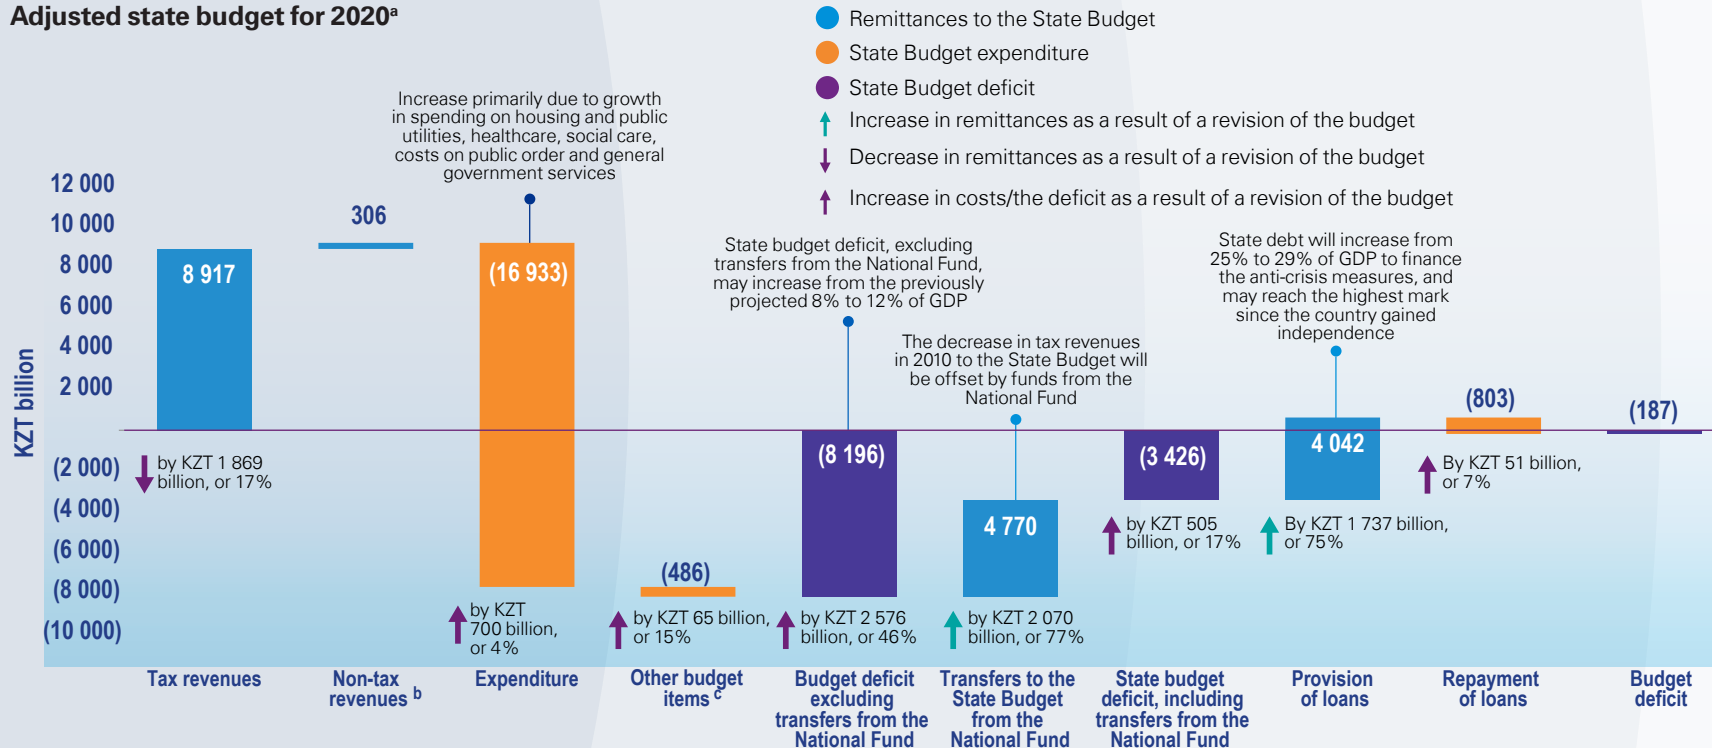 Adjusted state budget for 2020ᵃ
Remittances to the State Budget
State Budget expenditure
State Budget deficit
Increase in remittances as a result of a revision of the budget
Decrease in remittances as a result of a revision of the budget
Increase in costs/the deficit as a result of a revision of the budget
Increase primarily due to growth
in spending on housing and public
utilities, healthcare, social care,
costs on public order and general
government services
State budget deficit, excluding
transfers from the National Fund,
may increase from the previously
projected 8% to 12% of GDP
The decrease in tax revenues
in 2010 to the State Budget will
be offset by funds from the
National Fund
State debt will increase from
25% to 29% of GDP to finance
the anti-crisis measures, and
may reach the highest mark
since the country gained
independence
KZT billion
12 000
10 000
8 000
6 000
4 000
2 000
(2 000)
(4 000)
(6 000)
(8 000)
(10 000)
8 917
306
(16 933)
(486)
(8 196)
4 770
(3 426)
4 042
(803)
(187)
by KZT 1 869
billion, or 17%
by KZT
700 billion,
or 4%
by KZT 65 billion,
or 15%
by KZT 2 576
billion, or 46%
by KZT 2 070
billion, or 77%
by KZT 505
billion, or 17%
By KZT 1 737 billion,
or 75%
By KZT 51 billion,
or 7%
Tax revenues
Non-tax
revenues ᵇ
Expenditure
Other budget
items ᶜ
Budget deficit
excluding
transfers from the
National Fund
Transfers to the
State Budget
from the
National Fund
State budget
deficit, including
transfers from the
National Fund
Provision
of loans
Repayment
of loans
Budget
deficit